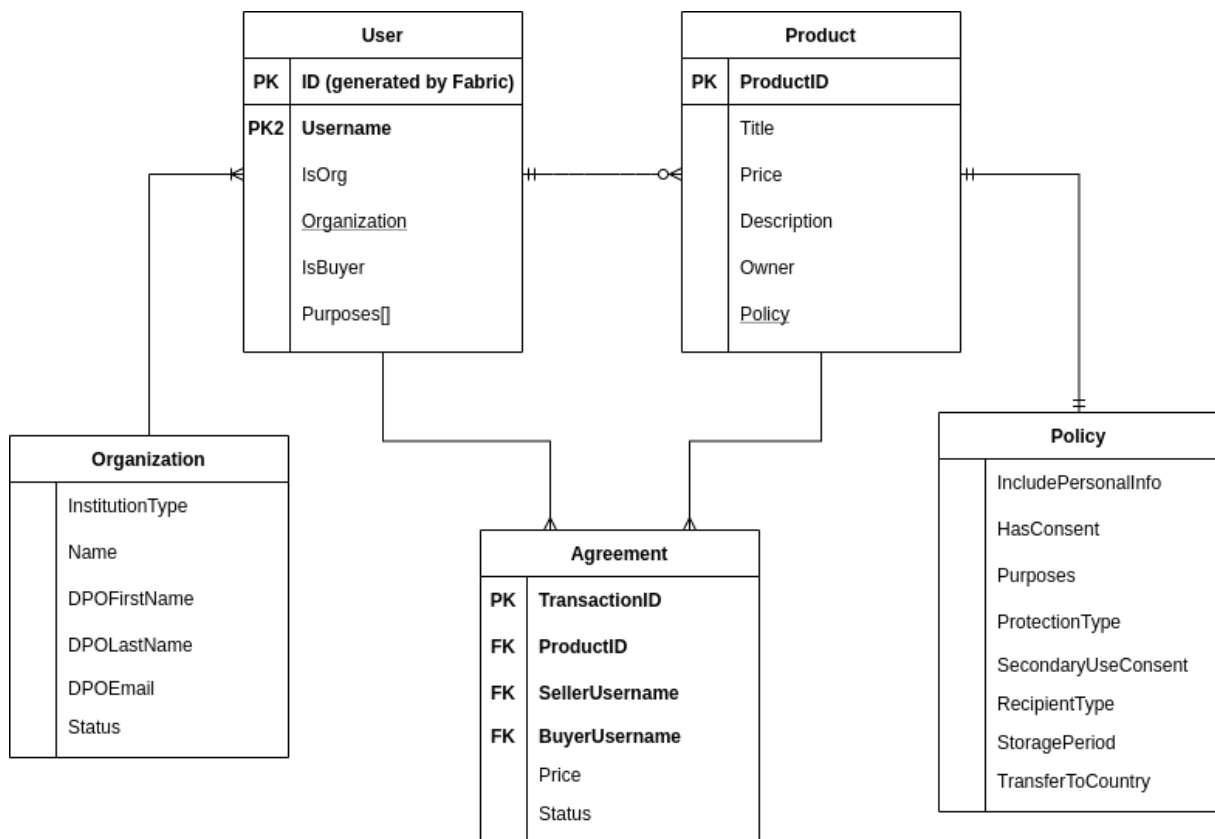 User
PK ID (generated by Fabric)
PK2 Username
IsOrg
Organization
IsBuyer
Purposes[]
Product
PK ProductID
Title
Price
Description
Owner
Policy
Organization
InstitutionType
Name
DPOFirstName
DPOLastName
DPOEmail
Status
Agreement
PK TransactionID
FK ProductID
FK SellerUsername
FK BuyerUsername
Price
Status
Policy
IncludePersonalInfo
HasConsent
Purposes
ProtectionType
SecondaryUseConsent
RecipientType
StoragePeriod
TransferToCountry